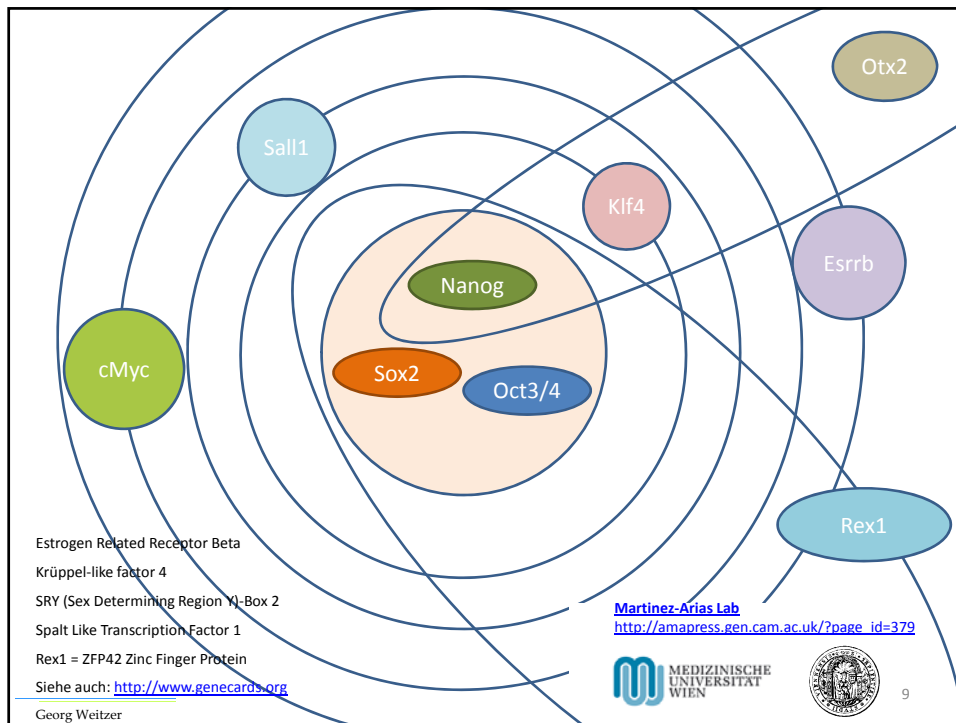 Otx2
Sall1
Klf4
Esrrb
Nanog
cMyc
Sox2
Oct3/4
Rex1
Estrogen Related Receptor Beta
Krüppel-like factor 4
SRY (Sex Determining Region Y)-Box 2
Spalt Like Transcription Factor 1
Rex1 = ZFP42 Zinc Finger Protein
Siehe auch: http://www.genecards.org
Georg Weitzer
Martinez-Arias Lab
http://amapress.gen.cam.ac.uk/?page_id=379
MEDIZINISCHE
UNIVERSITÄT
WIEN
9